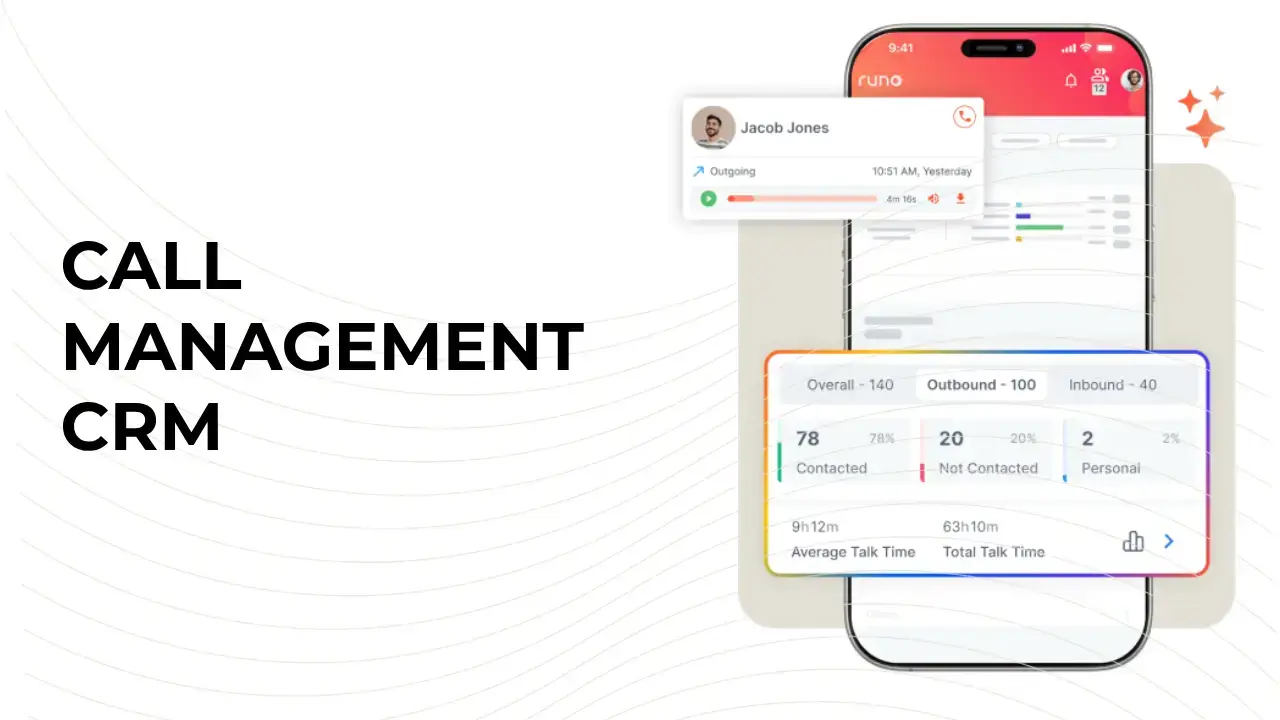 CALL
MANAGEMENT
CRM
9:41
runo
12
Jacob Jones
Outgoing
10:51 AM, Yesterday
4m 16s
Overall - 140
Outbound - 100
Inbound - 40
78
78%
Contacted
20
20%
Not Contacted
2
2%
Personal
9h12m
Average Talk Time
63h10m
Total Talk Time